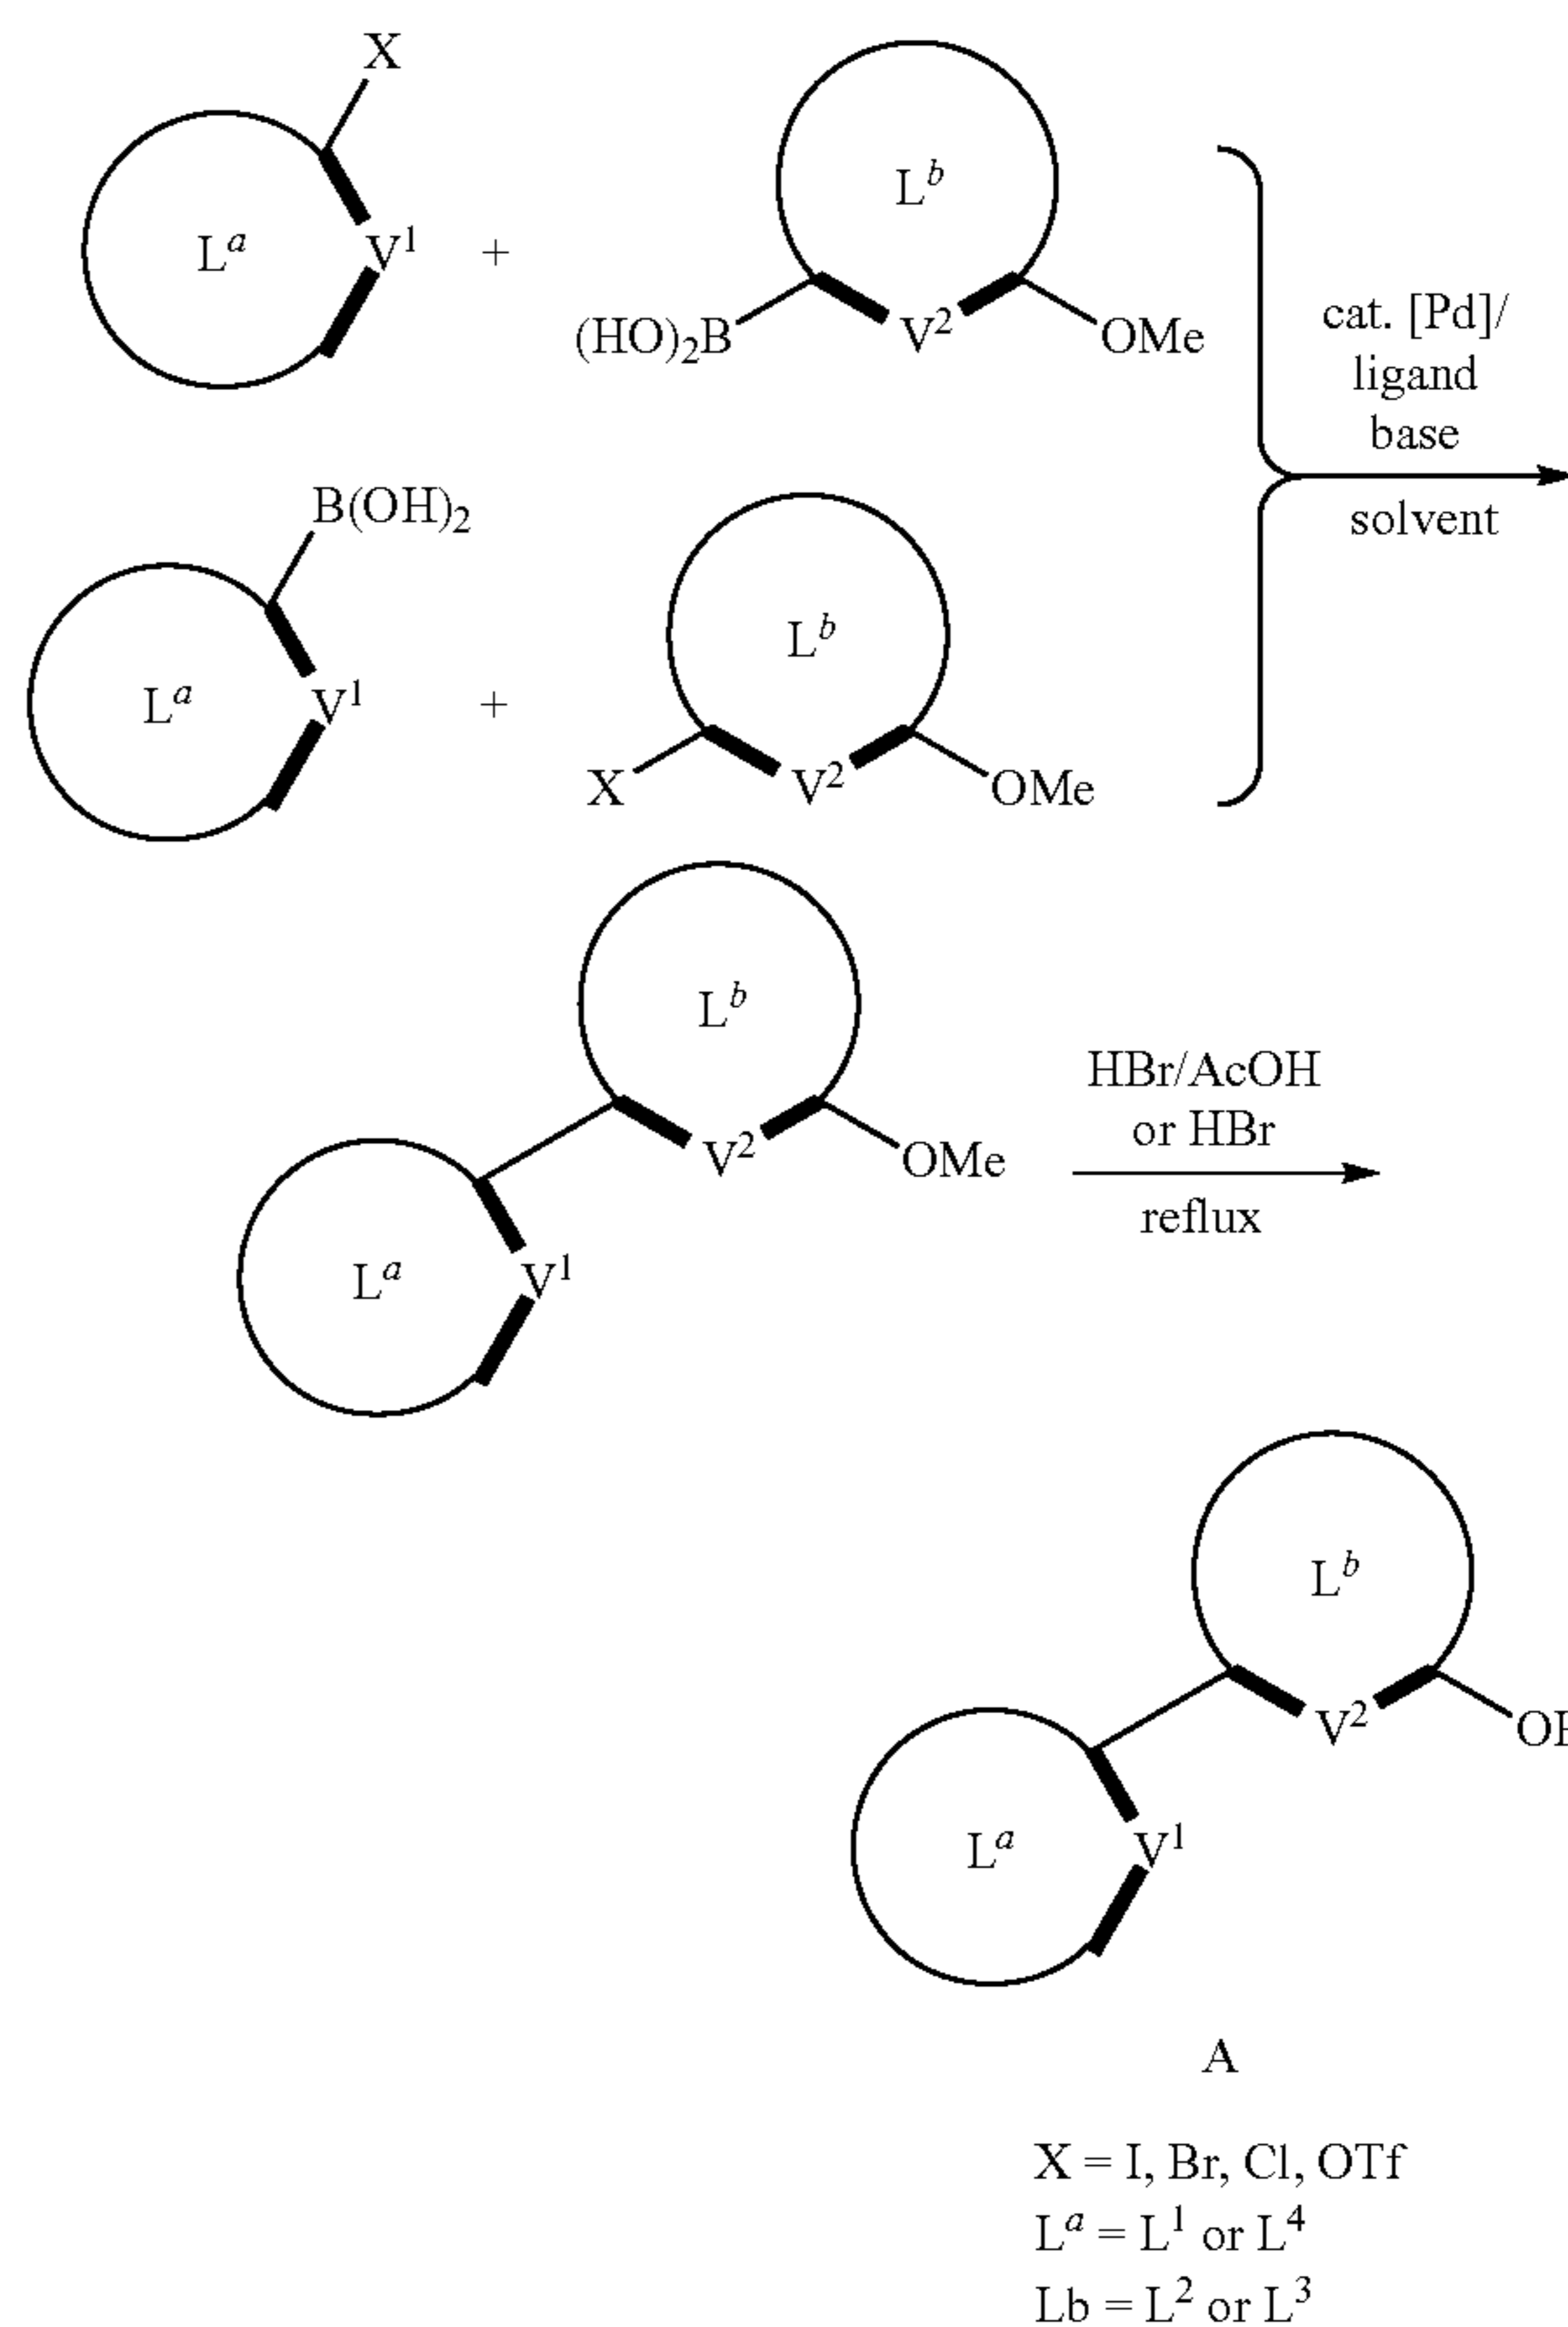 X
L^a V^1 + L^b (HO)_2B V^2 OMe
cat. [Pd]/
ligand
base
solvent
B(OH)_2
L^a V^1 + L^b X V^2 OMe
L^b
V^2 OMe
L^a V^1
HBr/AcOH
or HBr
reflux
L^b
V^2
L^a V^1
A
X = I, Br, Cl, OTf
L^a = L^1 or L^4
Lb = L^2 or L^3